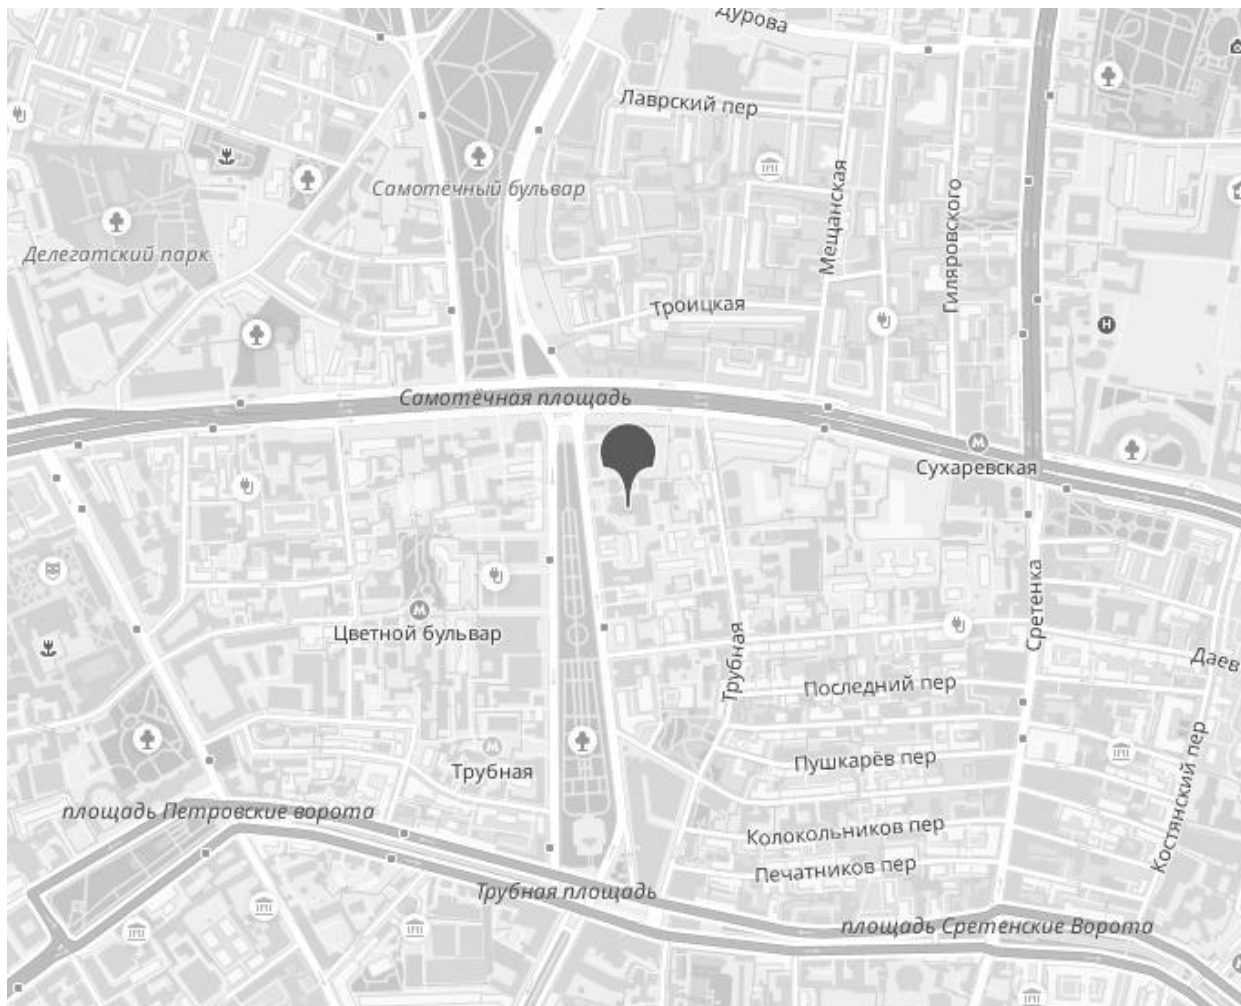 Дурова
Лаврский пер
Самотечный бульвар
Мещанская
Гиляровского
Делегатский парк
Троицкая
Самотёчная площадь
М
Сухаревская
Н
М
Цветной бульвар
Сретенка
Трубная
Даев
Последний пер
М
Трубная
Пушкарёв пер
Костянский пер
площадь Петровские ворота
Колокольников пер
Печатников пер
Трубная площадь
площадь Сретенские Ворота